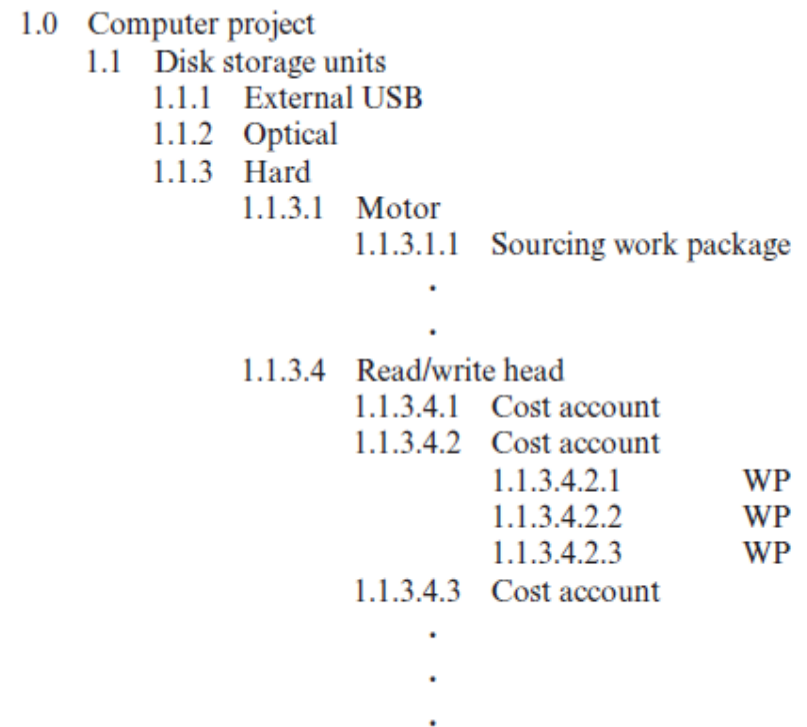 1.0 Computer project
1.1 Disk storage units
1.1.1 External USB
1.1.2 Optical
1.1.3 Hard
1.1.3.1 Motor
1.1.3.1.1 Sourcing work package
.
.
1.1.3.4 Read/write head
1.1.3.4.1 Cost account
1.1.3.4.2 Cost account
1.1.3.4.2.1 WP
1.1.3.4.2.2 WP
1.1.3.4.2.3 WP
1.1.3.4.3 Cost account
.
.
.